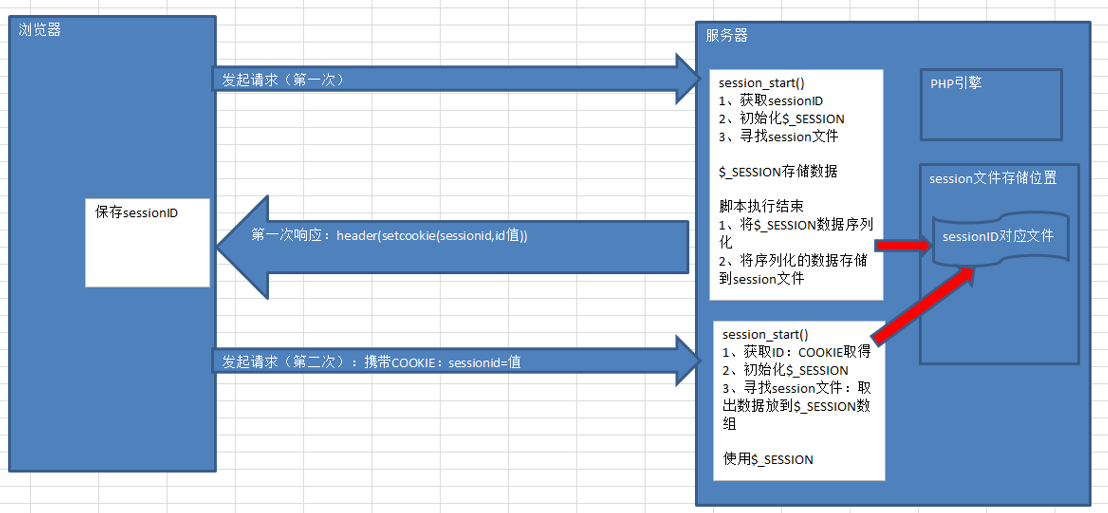 浏览器
发起请求（第一次）
保存sessionID
第一次响应：header(setcookie(sessionid,id值))
发起请求（第二次）：携带COOKIE：sessionid=值
服务器
session_start()
1、获取sessionID
2、初始化$_SESSION
3、寻找session文件
$_SESSION存储数据
脚本执行结束
1、将$_SESSION数据序列
化
2、将序列化的数据存储
到session文件
PHP引擎
session文件存储位置
sessionID对应文件
session_start()
1、获取ID：COOKIE取得
2、初始化$_SESSION
3、寻找session文件：取
出数据放到$_SESSION数
组
使用$_SESSION